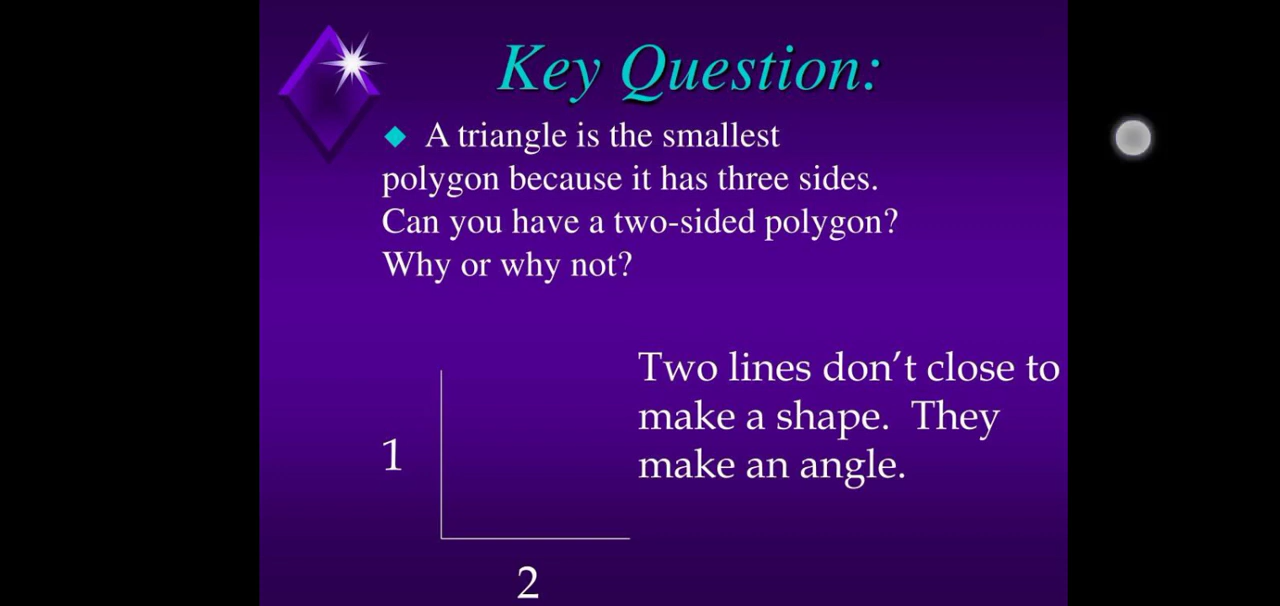 Key Question:
A triangle is the smallest
polygon because it has three sides.
Can you have a two-sided polygon?
Why or why not?
Two lines don’t close to
make a shape.  They
make an angle.
1
2